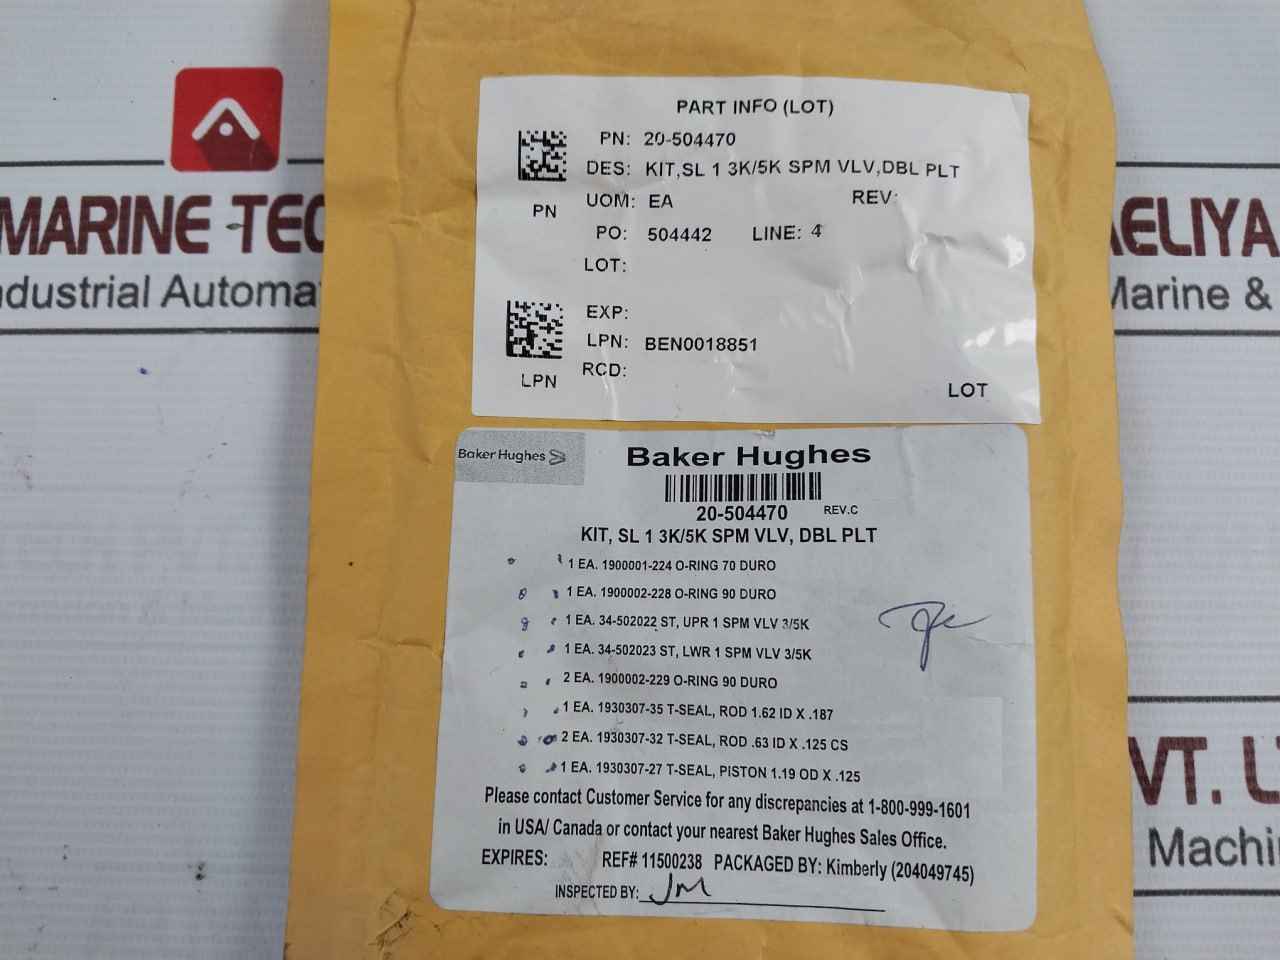 MARINE TEC
ndustrial Automat
AELIYA
Marine &
VT. L
Machi
PART INFO (LOT)
PN: 20-504470
DES: KIT,SL 1 3K/5K SPM VLV,DBL PLT
PN
UOM: EA REV:
PO: 504442 LINE: 4
LOT:
EXP:
LPN: BEN0018851
LPN
RCD:
LOT
Baker Hughes
Baker Hughes
20-504470 REV.C
KIT, SL 1 3K/5K SPM VLV, DBL PLT
1 EA. 1900001-224 O-RING 70 DURO
1 EA. 1900002-228 O-RING 90 DURO
1 EA. 34-502022 ST, UPR 1 SPM VLV 3/5K
1 EA. 34-502023 ST, LWR 1 SPM VLV 3/5K
2 EA. 1900002-229 O-RING 90 DURO
1 EA. 1930307-35 T-SEAL, ROD 1.62 ID X .187
2 EA. 1930307-32 T-SEAL, ROD .63 ID X .125 CS
1 EA. 1930307-27 T-SEAL, PISTON 1.19 OD X .125
Please contact Customer Service for any discrepancies at 1-800-999-1601
in USA/ Canada or contact your nearest Baker Hughes Sales Office.
EXPIRES: REF# 11500238 PACKAGED BY: Kimberly (204049745)
INSPECTED BY: JM